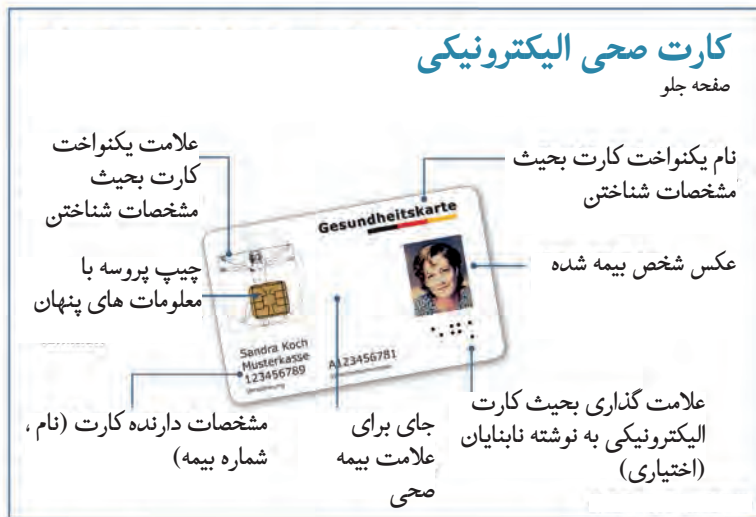 کارت صحی الیکترونیکی
صفحه جلو
نام یکنواخت کارت بحیث
مشخصات شناختن
علامت یکنواخت
کارت بحیث
مشخصات شناختن
عکس شخص بیمه شده
چیپ پروسه با
معلومات های پنهان
Gesundheitskarte
Sandra Koch
Musterkasse
123456789
A123456781
علامت گذاری بحیث کارت
الیکترونیکی به نوشته نابنایان
(اختیاری)
جای برای
علامت بیمه
صحی
مشخصات دارنده کارت (نام ،
شماره بیمه)